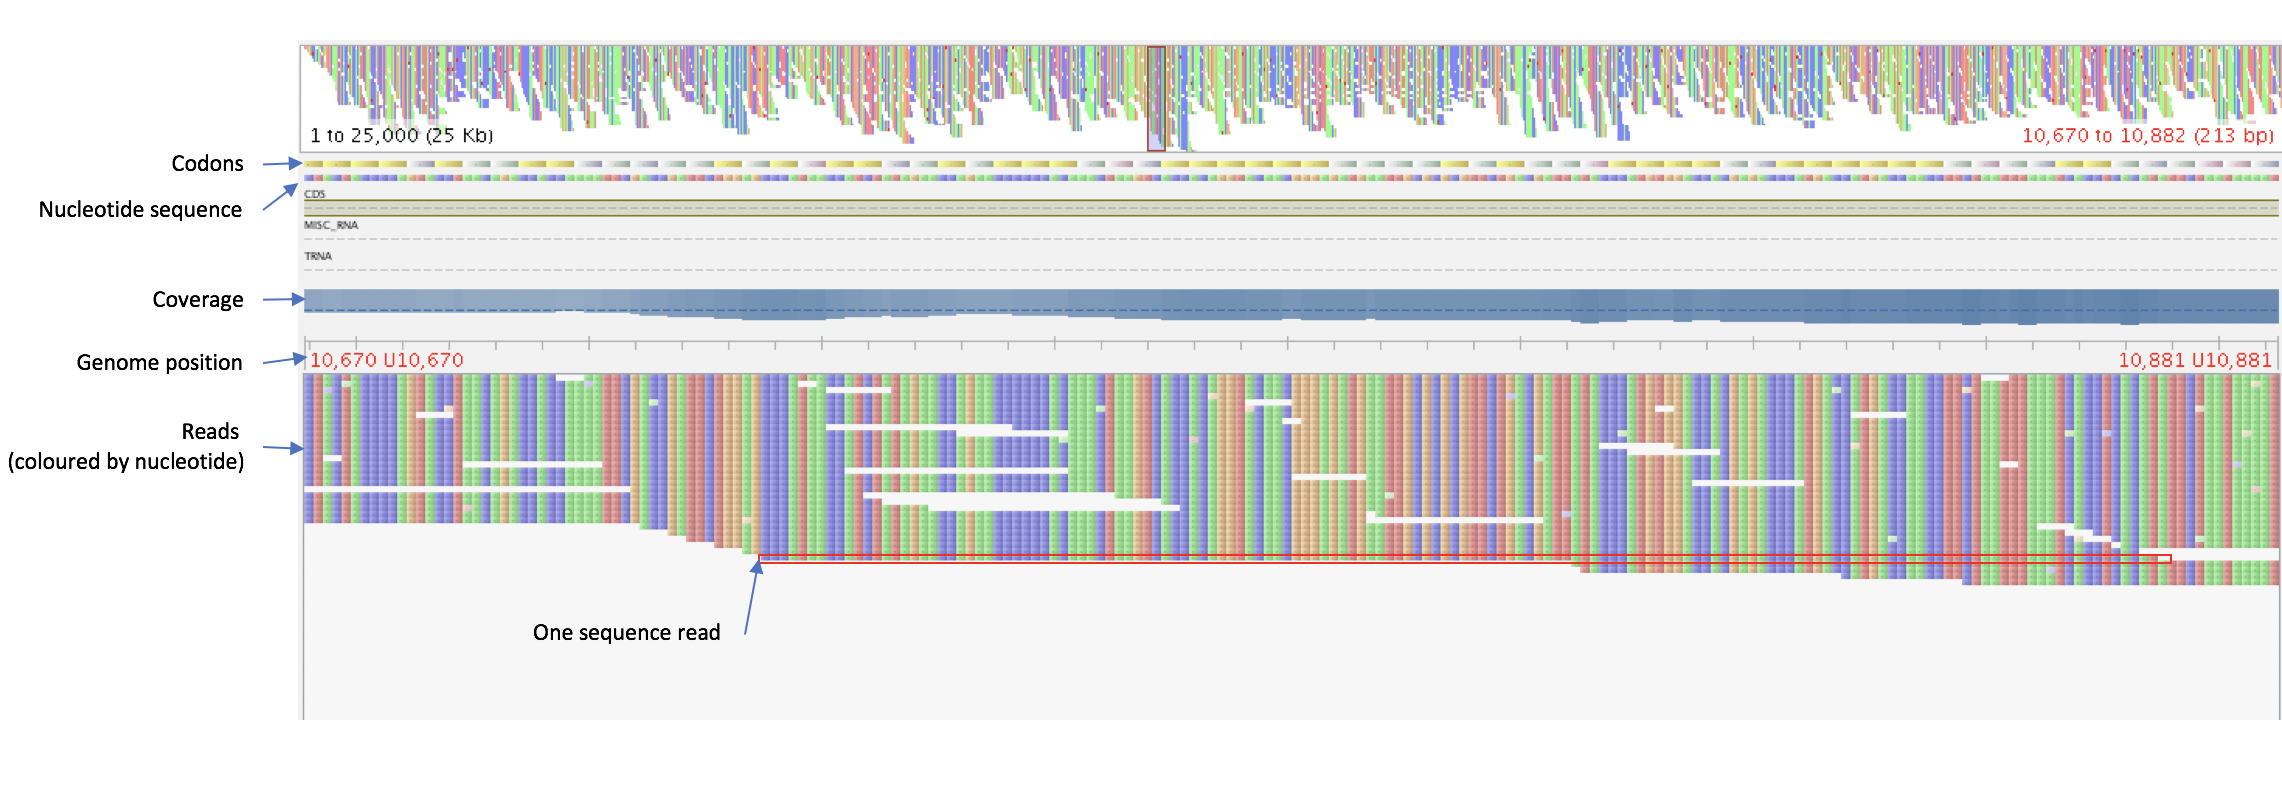 1 to 25,000 (25 Kb)
10,670 to 10,882 (213 bp)
Codons
Nucleotide sequence
CDS
MISC_RNA
TRNA
Coverage
Genome position
10,670 U10,670
10,881 U10,881
Reads
(coloured by nucleotide)
One sequence read